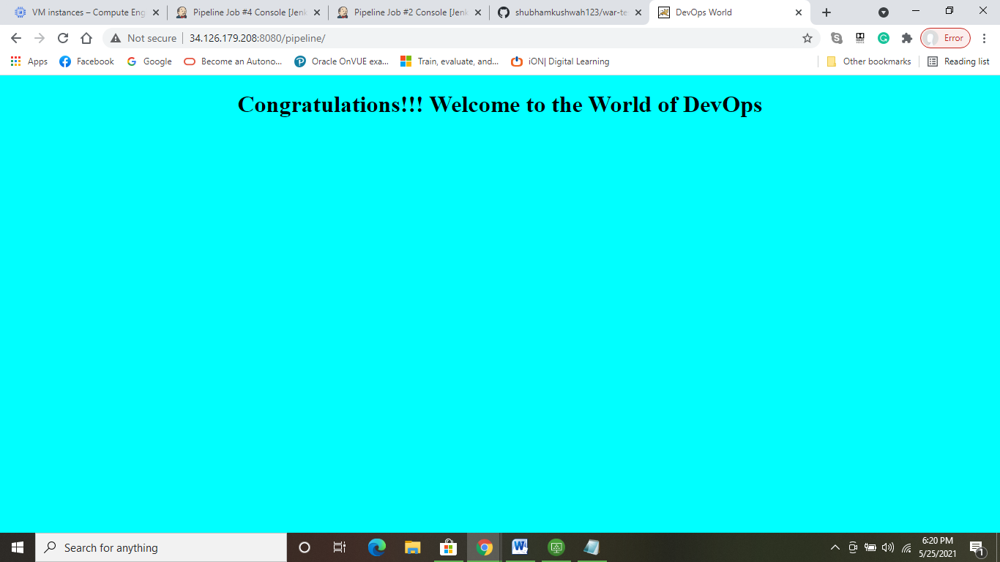 VM instances – Compute Eng
Pipeline Job #4 Console [Jenk
Pipeline Job #2 Console [Jenk
shubhamkushwah123/war-te
DevOps World
Not secure
34.126.179.208:8080/pipeline/
Error
Apps
Facebook
Google
Become an Autono...
Oracle OnVUE exa...
Train, evaluate, and...
iON| Digital Learning
Other bookmarks
Reading list
Congratulations!!! Welcome to the World of DevOps
Search for anything
6:20 PM
5/25/2021
1